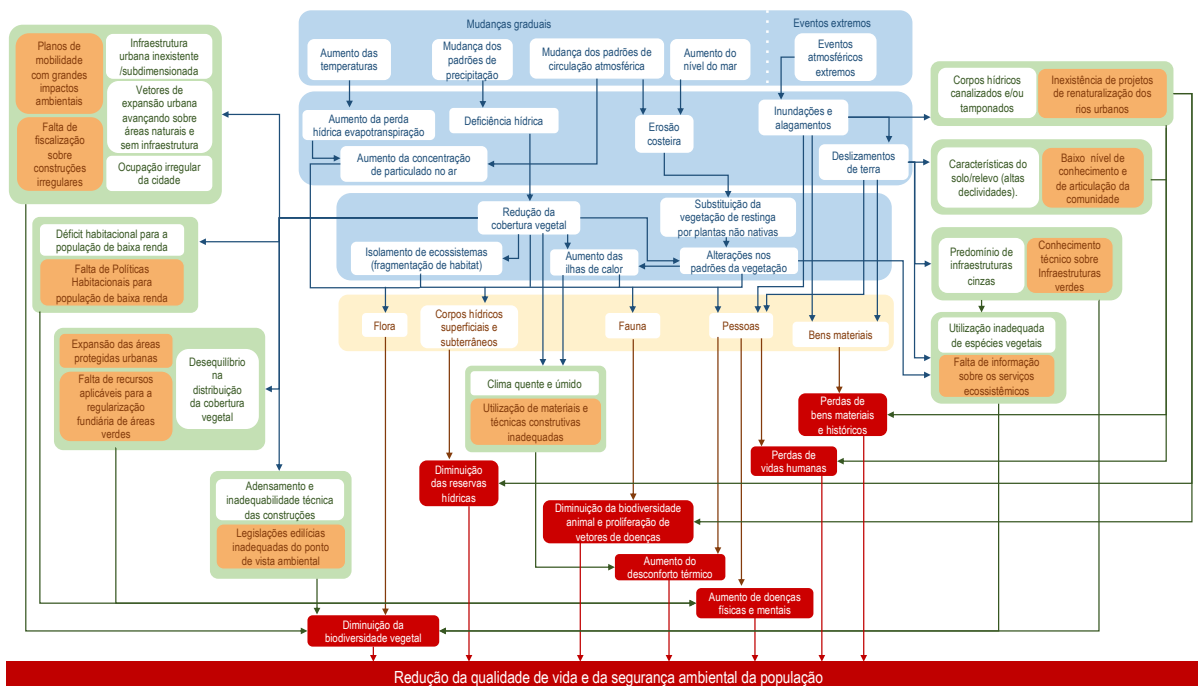 Mudanças graduais
Eventos extremos
Aumento das
temperaturas
Mudança dos
padrões de
precipitação
Mudança dos padrões de
circulação atmosférica
Aumento do
nível do mar
Eventos
atmosféricos
extremos
Planos de
mobilidade
com grandes
impactos
ambientais
Infraestrutura
urbana inexistente
/subdimensionada
Vetores de
expansão urbana
avançando sobre
áreas naturais e
sem infraestrutura
Falta de
fiscalização
sobre
construções
irregulares
Ocupação irregular
da cidade
Aumento da perda
hídrica evapotranspiração
Deficiência hídrica
Erosão
costeira
Inundações e
alagamentos
Aumento da concentração
de particulado no ar
Deslizamentos
de terra
Corpos hídricos
canalizados e/ou
tamponados
Inexistência de projetos
de renaturalização dos
rios urbanos
Características do
solo/relevo (altas
declividades).
Baixo nível de
conhecimento e
de articulação da
comunidade
Redução da
cobertura vegetal
Substituição da
vegetação de restinga
por plantas não nativas
Isolamento de ecossistemas
(fragmentação de habitat)
Aumento das
ilhas de calor
Alterações nos
padrões da vegetação
Déficit habitacional para a
população de baixa renda
Falta de Políticas
Habitacionais para
população de baixa renda
Predomínio de
infraestruturas
cinzas
Conhecimento
técnico sobre
Infraestruturas
verdes
Flora
Corpos hídricos
superficiais e
subterrâneos
Fauna
Pessoas
Bens materiais
Utilização inadequada
de espécies vegetais
Falta de informação
sobre os serviços
ecossistêmicos
Expansão das áreas
protegidas urbanas
Falta de recursos
aplicáveis para a
regularização
fundiária de áreas
verdes
Desequilíbrio
na
distribuição
da cobertura
vegetal
Clima quente e úmido
Utilização de materiais e
técnicas construtivas
inadequadas
Perdas de
bens materiais
e históricos
Perdas de
vidas humanas
Diminuição
das reservas
hídricas
Adensamento e
inadequabilidade técnica
das construções
Legislações edilícias
inadequadas do ponto
de vista ambiental
Diminuição da biodiversidade
animal e proliferação de
vetores de doenças
Aumento do
desconforto térmico
Aumento de doenças
físicas e mentais
Diminuição da
biodiversidade vegetal
Redução da qualidade de vida e da segurança ambiental da população